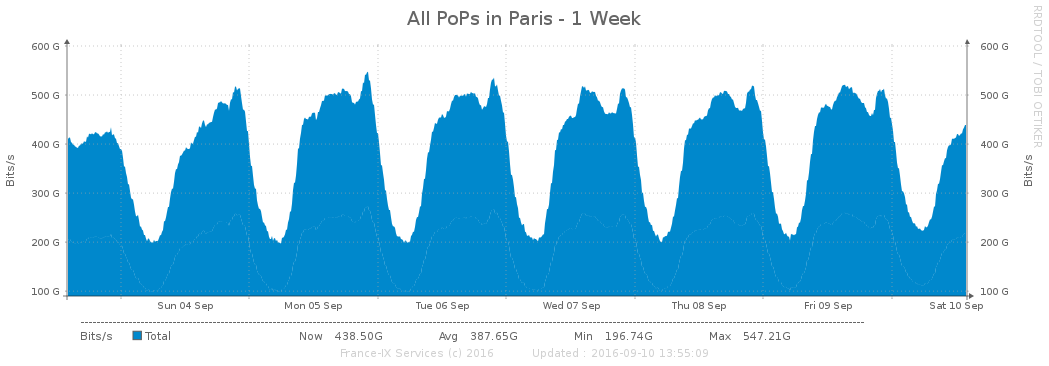 All PoPs in Paris - 1 Week
RRDTOOL / TOBI OETIKER
600 G 600 G
500 G 500 G
400 G 400 G
300 G 300 G
200 G 200 G
100 G 100 G
Bits/s
Bits/s
Sun 04 Sep Mon 05 Sep Tue 06 Sep Wed 07 Sep Thu 08 Sep Fri 09 Sep Sat 10 Sep
Bits/s Total Now 438.50G Avg 387.65G Min 196.74G Max 547.21G
France-IX Services (c) 2016 Updated : 2016-09-10 13:55:09